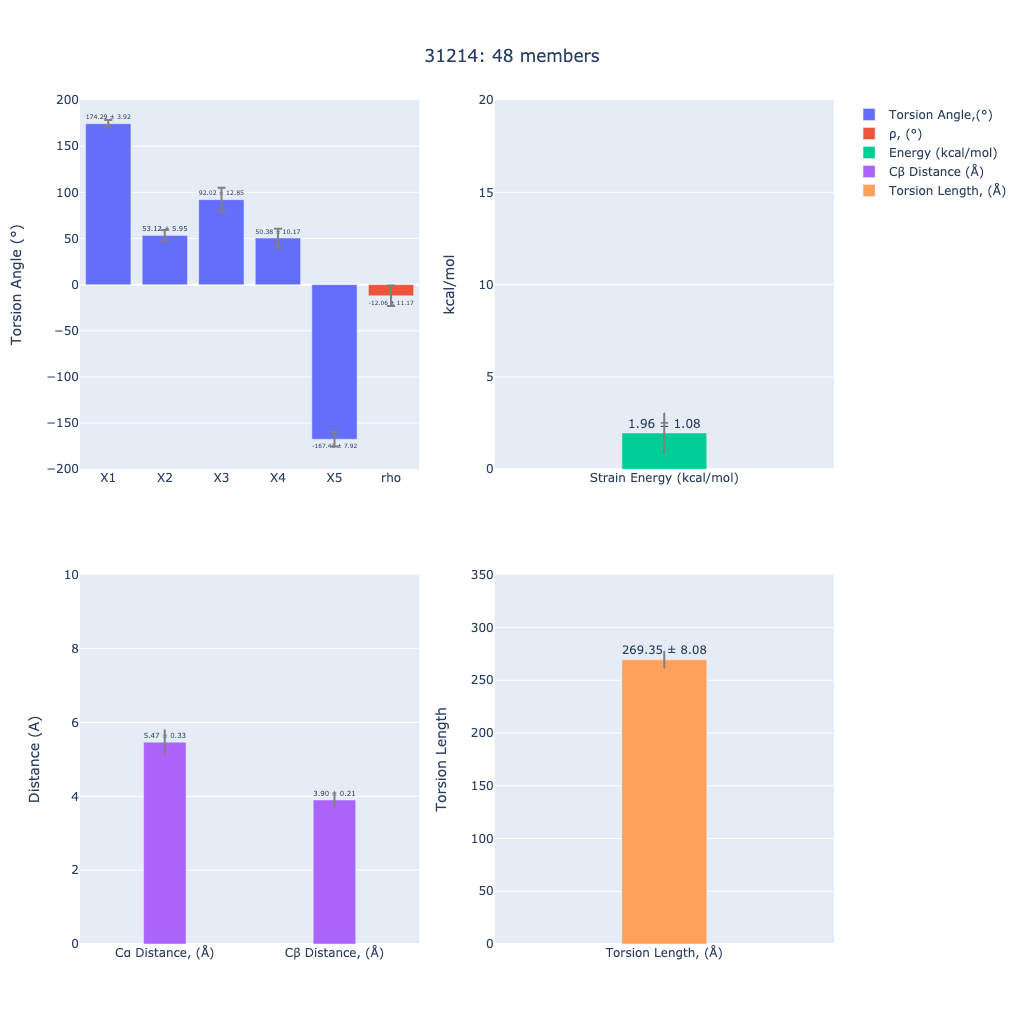 31214: 48 members
Torsion Angle (°)
200
150
100
50
0
−50
−100
−150
−200
174.29 ± 3.92
53.12 ± 5.95
92.02 ± 12.85
50.38 ± 10.17
± 7.92
± 11.17
X1 X2 X3 X4 X5 rho
kcal/mol
20
15
10
5
0
1.96 ± 1.08
Strain Energy (kcal/mol)
Torsion Angle,(°)
ρ, (°)
Energy (kcal/mol)
Cβ Distance (Å)
Torsion Length, (Å)
Distance (A)
10
8
6
4
2
0
5.47 ± 0.33
3.90 ± 0.21
Cα Distance, (Å) Cβ Distance, (Å)
Torsion Length
350
300
250
200
150
100
50
0
269.35 ± 8.08
Torsion Length, (Å)